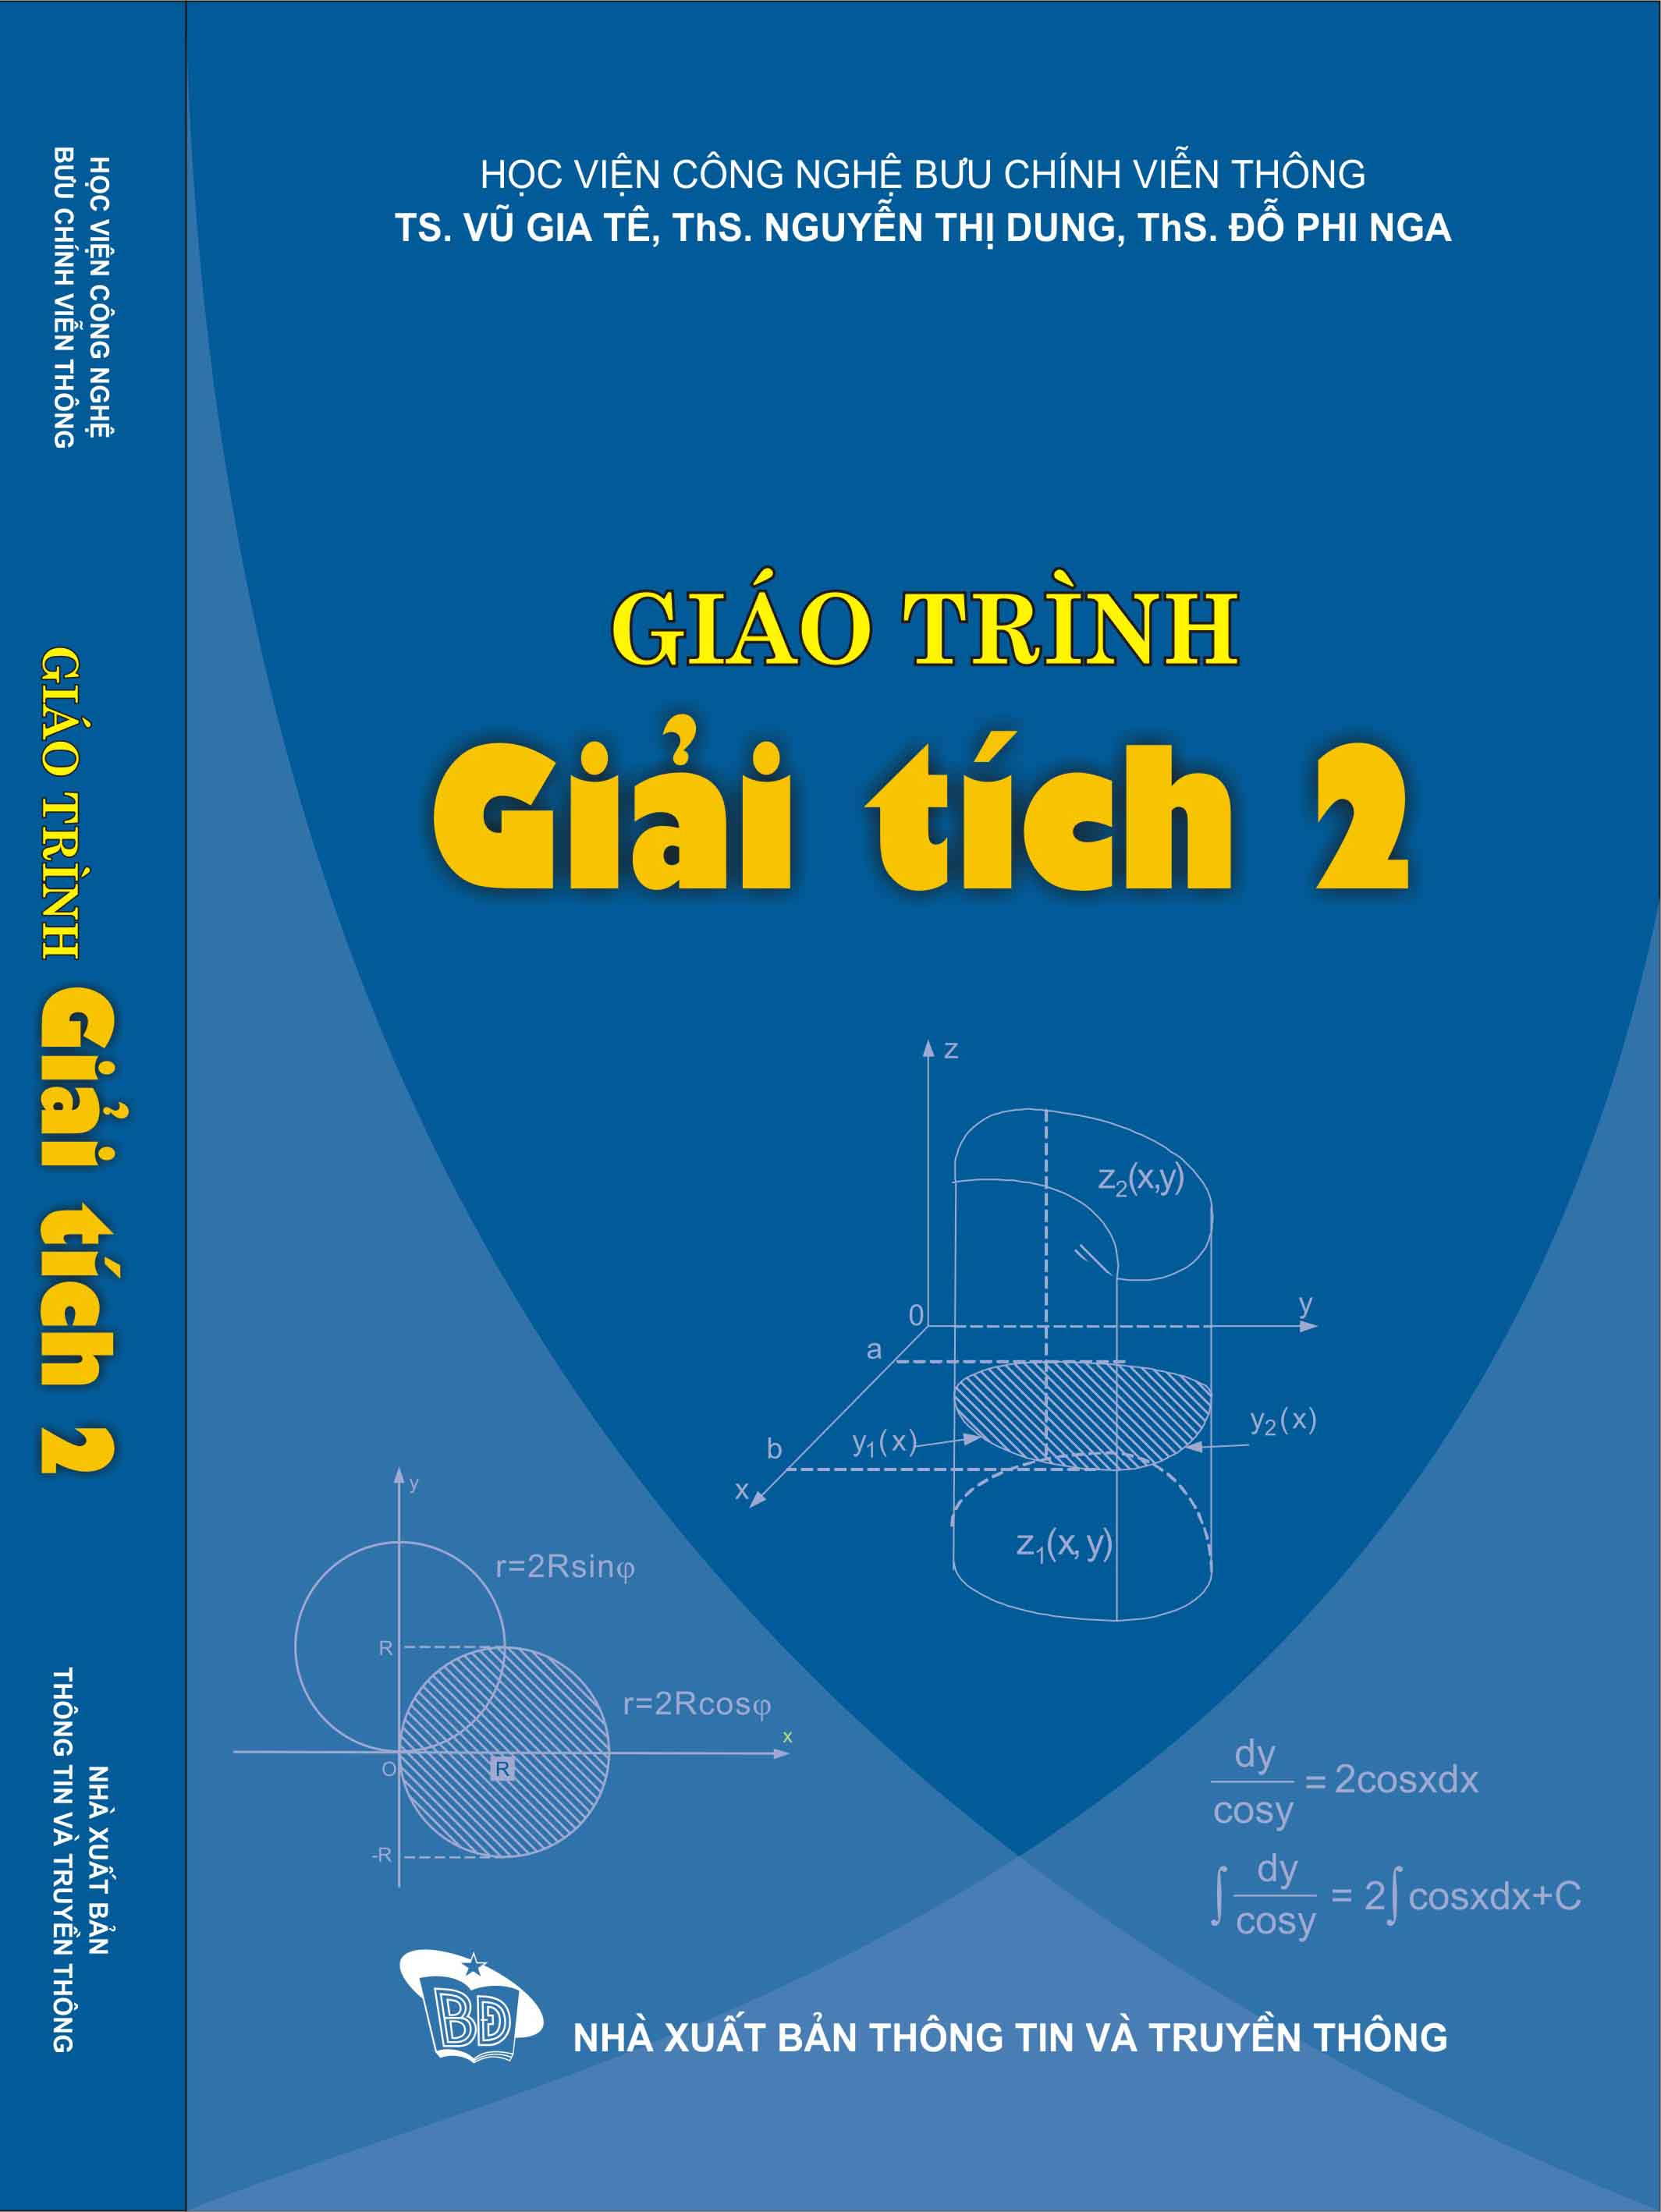 HỌC VIỆN CÔNG NGHỆ
BƯU CHÍNH VIỄN THÔNG
GIÁO TRÌNH Giải tích 2
NHÀ XUẤT BẢN
THÔNG TIN VÀ TRUYỀN THÔNG
HỌC VIỆN CÔNG NGHỆ BƯU CHÍNH VIỄN THÔNG
TS. VŨ GIA TÊ, ThS. NGUYỄN THỊ DUNG, ThS. ĐỖ PHI NGA
GIÁO TRÌNH
Giải tích 2
z
z₂(x,y)
0
y
a
y₂(x)
b
y₁(x)
x
z₁(x,y)
y
r=2Rsinφ
R
r=2Rcosφ
x
O
R
-R
dy
cosy
= 2cosxdx
∫ dy
cosy
= 2∫cosxdx+C
BĐ
NHÀ XUẤT BẢN THÔNG TIN VÀ TRUYỀN THÔNG